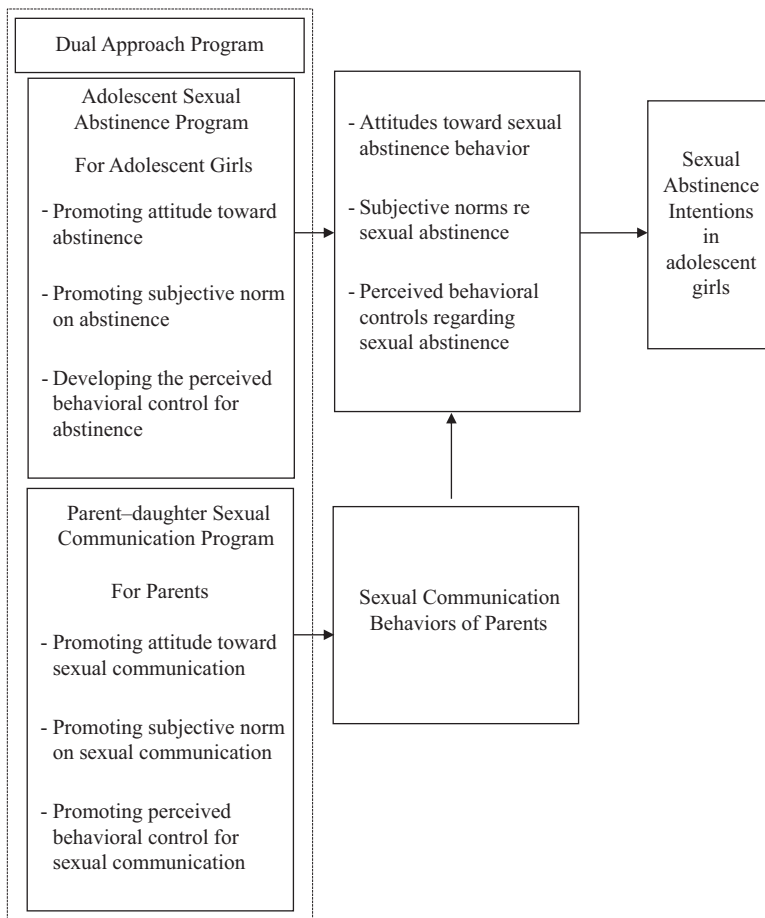 Dual Approach Program
Adolescent Sexual
Abstinence Program
For Adolescent Girls
- Promoting attitude toward
abstinence
- Promoting subjective norm
on abstinence
- Developing the perceived
behavioral control for
abstinence
- Attitudes toward sexual
abstinence behavior
- Subjective norms re
sexual abstinence
- Perceived behavioral
controls regarding
sexual abstinence
Sexual
Abstinence
Intentions
in
adolescent
girls
Parent–daughter Sexual
Communication Program
For Parents
- Promoting attitude toward
sexual communication
- Promoting subjective norm
on sexual communication
- Promoting perceived
behavioral control for
sexual communication
Sexual Communication
Behaviors of Parents